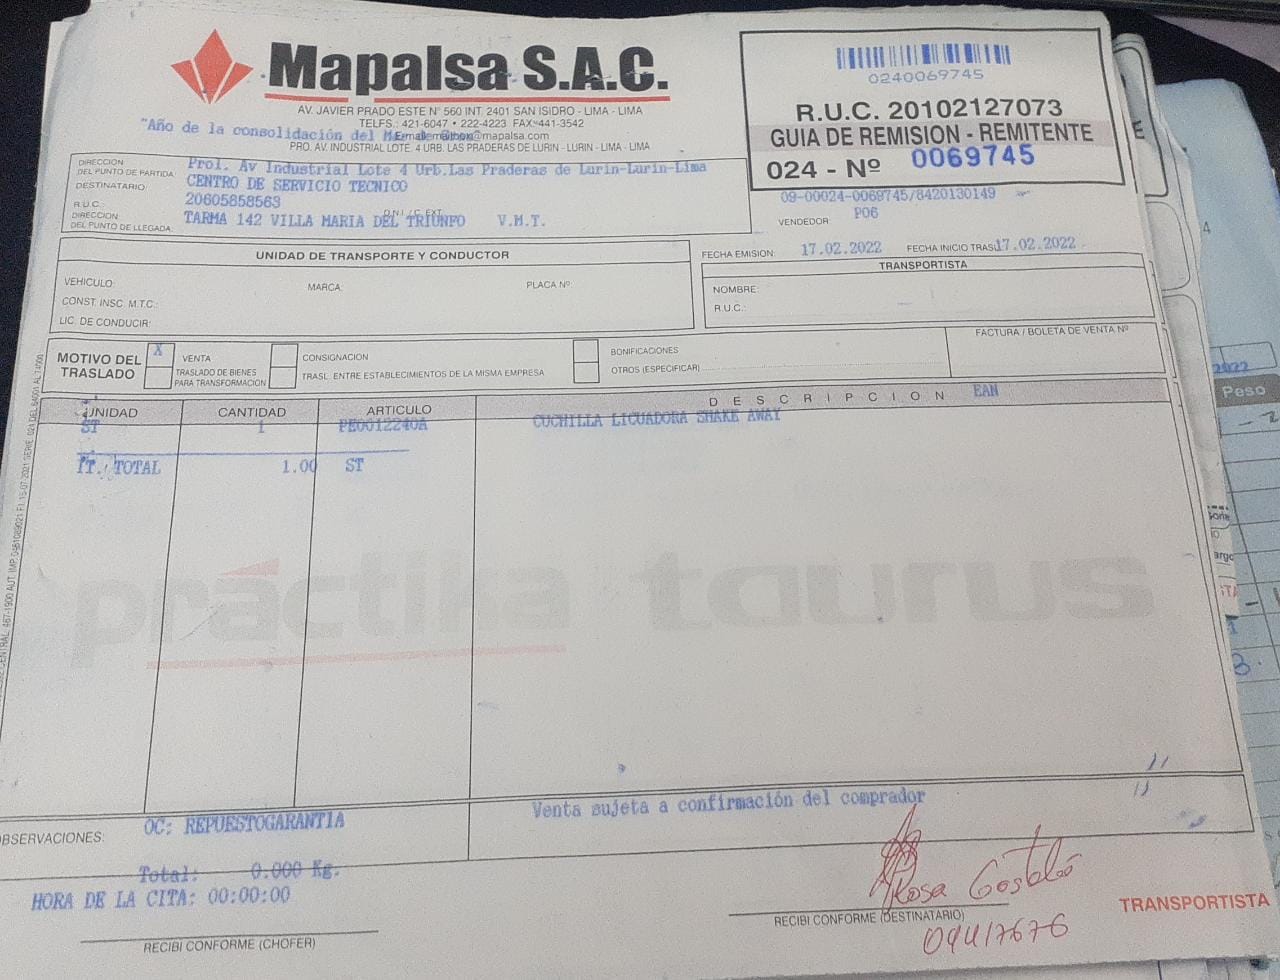 Mapalsa S.A.C.
AV. JAVIER PRADO ESTE Nº 560 INT. 2401 SAN ISIDRO - LIMA - LIMA
TELFS.: 421-6047 • 222-4223 FAX-441-3542
"Año de la consolidación del
E-mail: @mapalsa.com
PRO. AV. INDUSTRIAL LOTE. 4 URB. LAS PRADERAS DE LURIN - LURIN - LIMA - LIMA
0240069745
R.U.C. 20102127073
GUIA DE REMISION - REMITENTE
024 - Nº 0069745
09-00024-0069745/8420130149
VENDEDOR P06
DIRECCION DEL PUNTO DE PARTIDA: Prol. Av Industrial Lote 4 Urb.Las Praderas de Lurin-Lurin-Lima
DESTINATARIO: CENTRO DE SERVICIO TECNICO
R.U.C.: 20605858563
D.N.I. / C. EXT.
DIRECCION DEL PUNTO DE LLEGADA: TARMA 142 VILLA MARIA DEL TRIUNFO V.M.T.
FECHA EMISION: 17.02.2022 FECHA INICIO TRAS 17.02.2022
UNIDAD DE TRANSPORTE Y CONDUCTOR
VEHICULO: MARCA: PLACA Nº:
CONST. INSC. M.T.C.:
LIC. DE CONDUCIR:
TRANSPORTISTA
NOMBRE:
R.U.C.:
MOTIVO DEL TRASLADO
X VENTA
TRASLADO DE BIENES PARA TRANSFORMACION
CONSIGNACION
TRASL. ENTRE ESTABLECIMIENTOS DE LA MISMA EMPRESA
BONIFICACIONES
OTROS (ESPECIFICAR)
FACTURA / BOLETA DE VENTA Nº
UNIDAD CANTIDAD ARTICULO DESCRIPCION EAN
ST 1 PE0012240A CUCHILLA LICUADORA SHAKE AWAY
IT. TOTAL 1.00 ST
práctika taurus
OBSERVACIONES: OC: REPUESTOGARANTIA
Venta sujeta a confirmación del comprador
Total: 0.000 Kg.
HORA DE LA CITA: 00:00:00
RECIBI CONFORME (CHOFER)
Rosa
RECIBI CONFORME (DESTINATARIO)
09417676
TRANSPORTISTA
2022
Peso